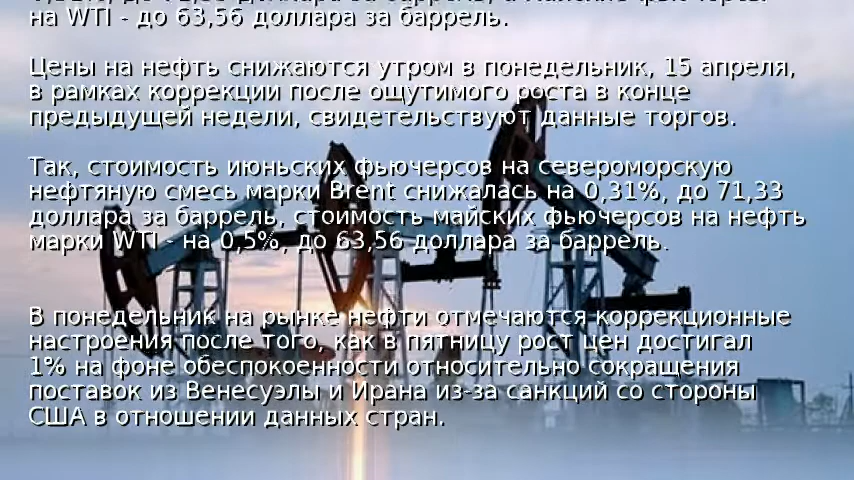 на WTI - до 63,56 доллара за баррель.
Цены на нефть снижаются утром в понедельник, 15 апреля,
в рамках коррекции после ощутимого роста в конце
предыдущей недели, свидетельствуют данные торгов.
Так, стоимость июньских фьючерсов на североморскую
нефтяную смесь марки Brent снижалась на 0,31%, до 71,33
доллара за баррель, стоимость майских фьючерсов на нефть
марки WTI - на 0,5%, до 63,56 доллара за баррель.
В понедельник на рынке нефти отмечаются коррекционные
настроения после того, как в пятницу рост цен достигал
1% на фоне обеспокоенности относительно сокращения
поставок из Венесуэлы и Ирана из-за санкций со стороны
США в отношении данных стран.